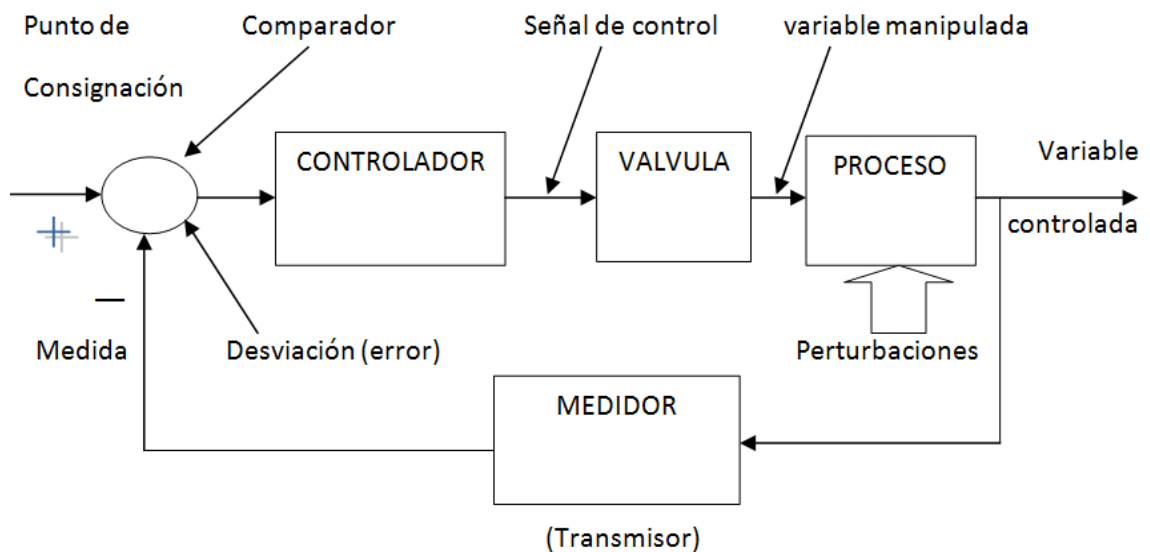 Punto de
Consignación
Comparador
Señal de control
variable manipulada
CONTROLADOR
VALVULA
PROCESO
Variable
controlada
+
—
Medida
Desviación (error)
Perturbaciones
MEDIDOR
(Transmisor)